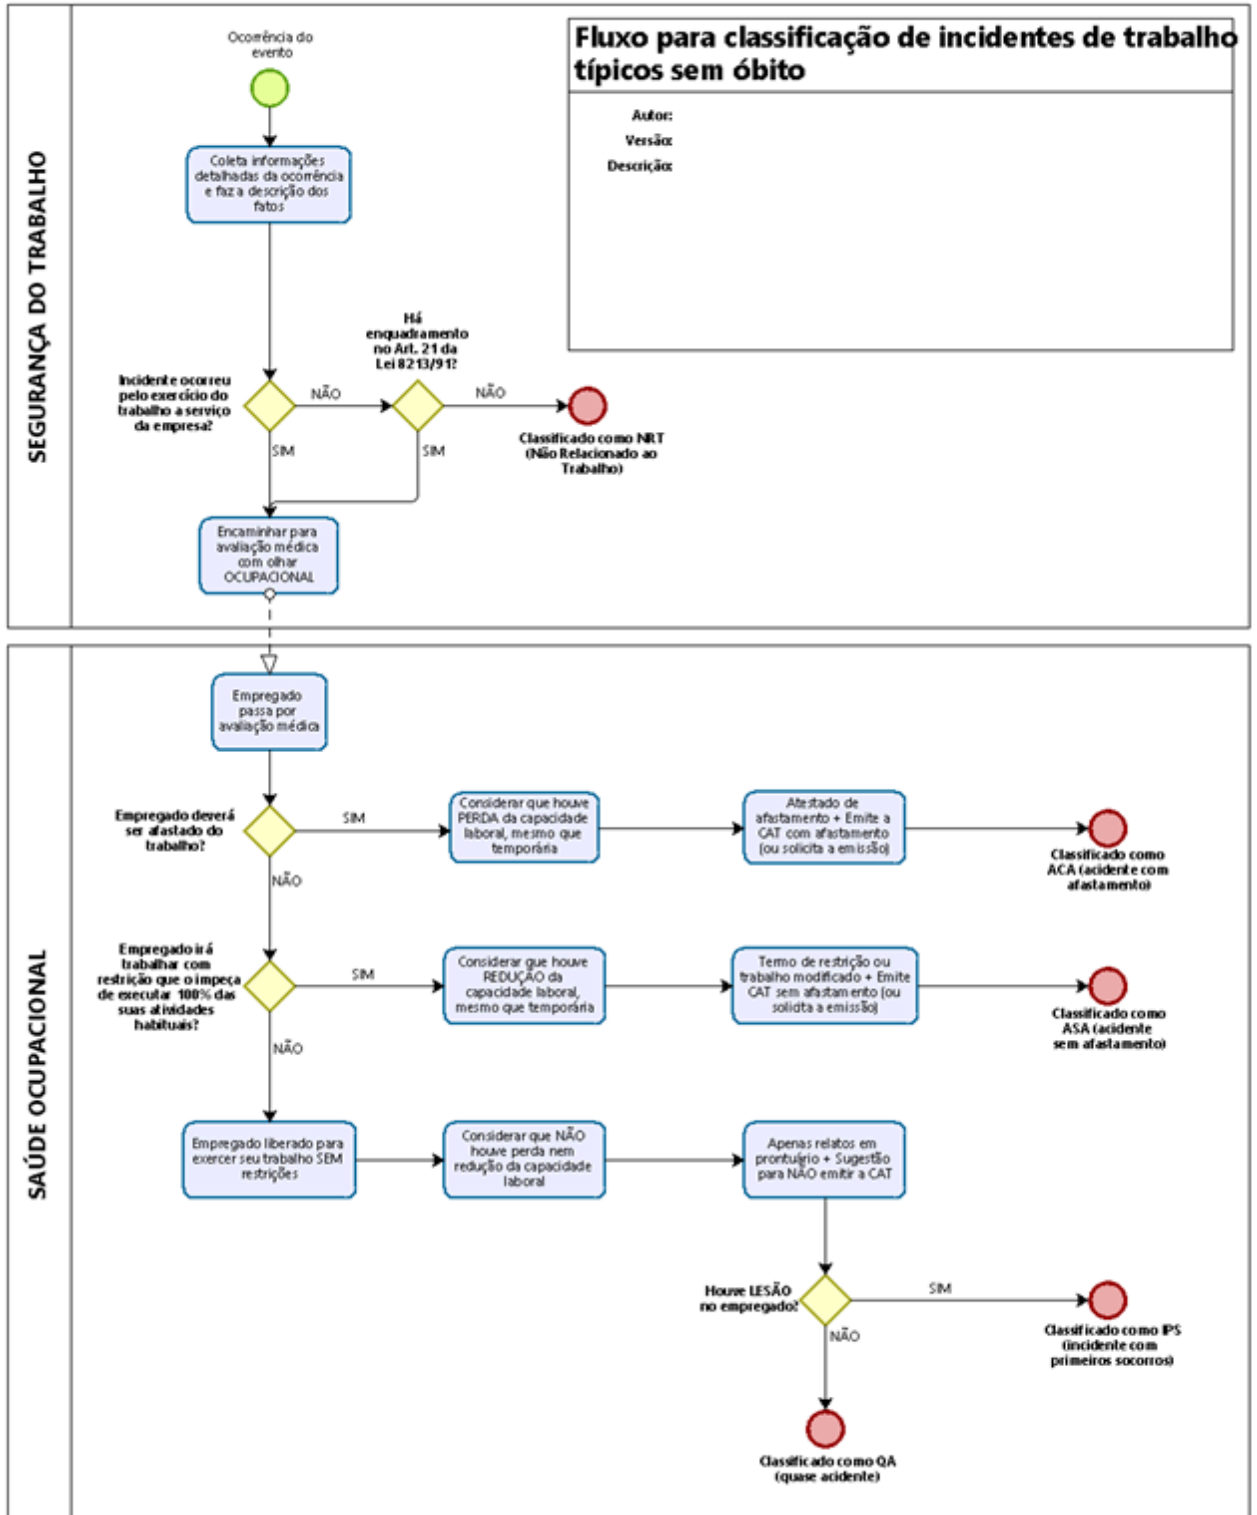 Fluxo para classificação de incidentes de trabalho
típicos sem óbito
Autor:
Versão:
Descrição:
SEGURANÇA DO TRABALHO
Ocorrência do
evento
Coleta informações
detalhadas da ocorrência
e faz a descrição dos
fatos
Incidente ocorreu
pelo exercício do
trabalho a serviço
da empresa?
NÃO
SIM
Há
enquadramento
no Art. 21 da
Lei 8213/91?
NÃO
SIM
Classificado como NRT
(Não Relacionado ao
Trabalho)
Encaminhar para
avaliação médica
com olhar
OCUPACIONAL
SAÚDE OCUPACIONAL
Empregado
passa por
avaliação médica
Empregado deverá
ser afastado do
trabalho?
SIM
NÃO
Considerar que houve
PERDA da capacidade
laboral, mesmo que
temporária
Atestado de
afastamento + Emite a
CAT com afastamento
(ou solicita a emissão)
Classificado como
ACA (acidente com
afastamento)
Empregado irá
trabalhar com
restrição que o impeça
de executar 100% das
suas atividades
habituais?
SIM
NÃO
Considerar que houve
REDUÇÃO da
capacidade laboral,
mesmo que temporária
Termo de restrição ou
trabalho modificado + Emite
CAT sem afastamento (ou
solicita a emissão)
Classificado como
ASA (acidente
sem afastamento)
Empregado liberado para
exercer seu trabalho SEM
restrições
Considerar que NÃO
houve perda nem
redução da capacidade
laboral
Apenas relatos em
prontuário + Sugestão
para NÃO emitir a CAT
Houve LESÃO
no empregado?
SIM
NÃO
Classificado como IPS
(incidente com
primeiros socorros)
Classificado como QA
(quase acidente)